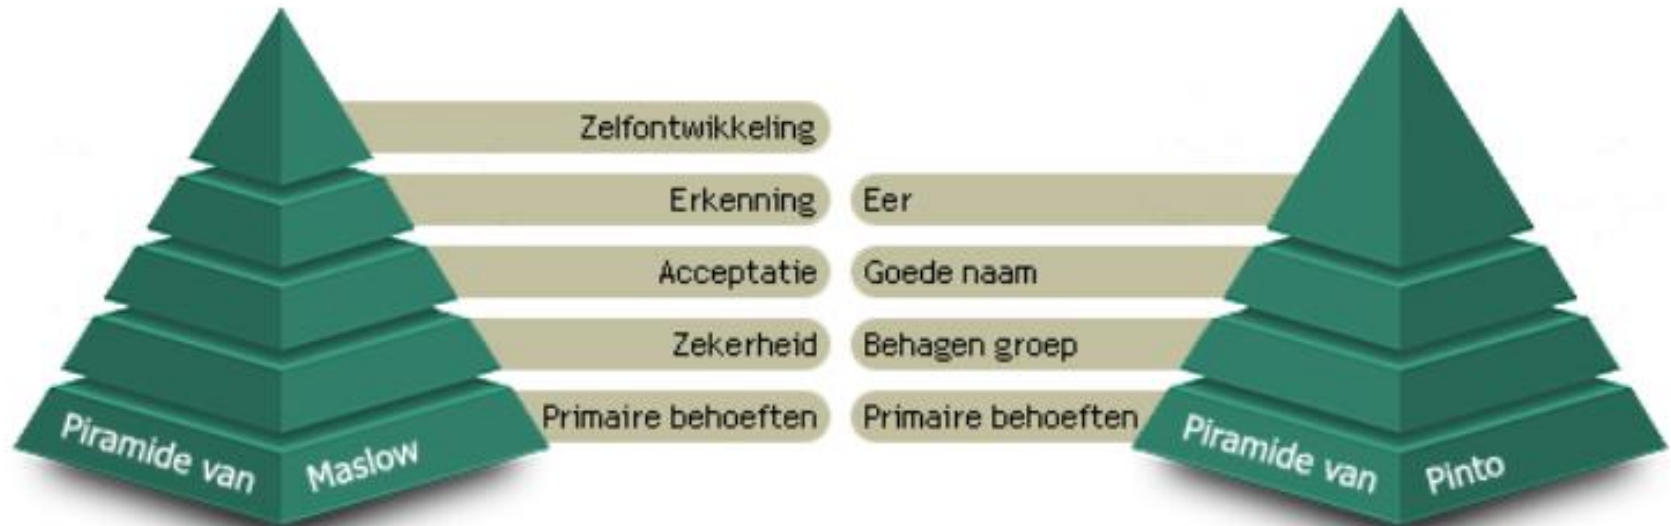 Zelfontwikkeling
Erkenning
Eer
Acceptatie
Goede naam
Zekerheid
Behagen groep
Primaire behoeften
Primaire behoeften
Piramide van Maslow
Piramide van Pinto